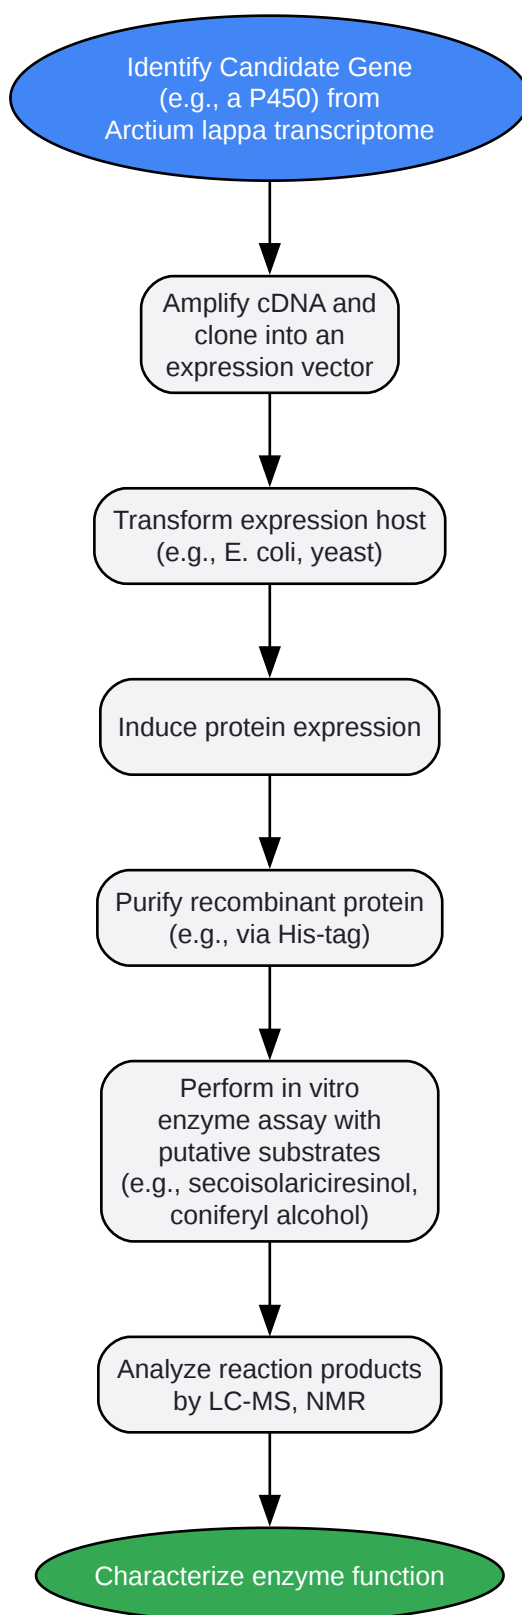 Identify Candidate Gene
(e.g., a P450) from
Arctium lappa transcriptome
Amplify cDNA and
clone into an
expression vector
Transform expression host
(e.g., E. coli, yeast)
Induce protein expression
Purify recombinant protein
(e.g., via His-tag)
Perform in vitro
enzyme assay with
putative substrates
(e.g., secoisolariciresinol,
coniferyl alcohol)
Analyze reaction products
by LC-MS, NMR
Characterize enzyme function